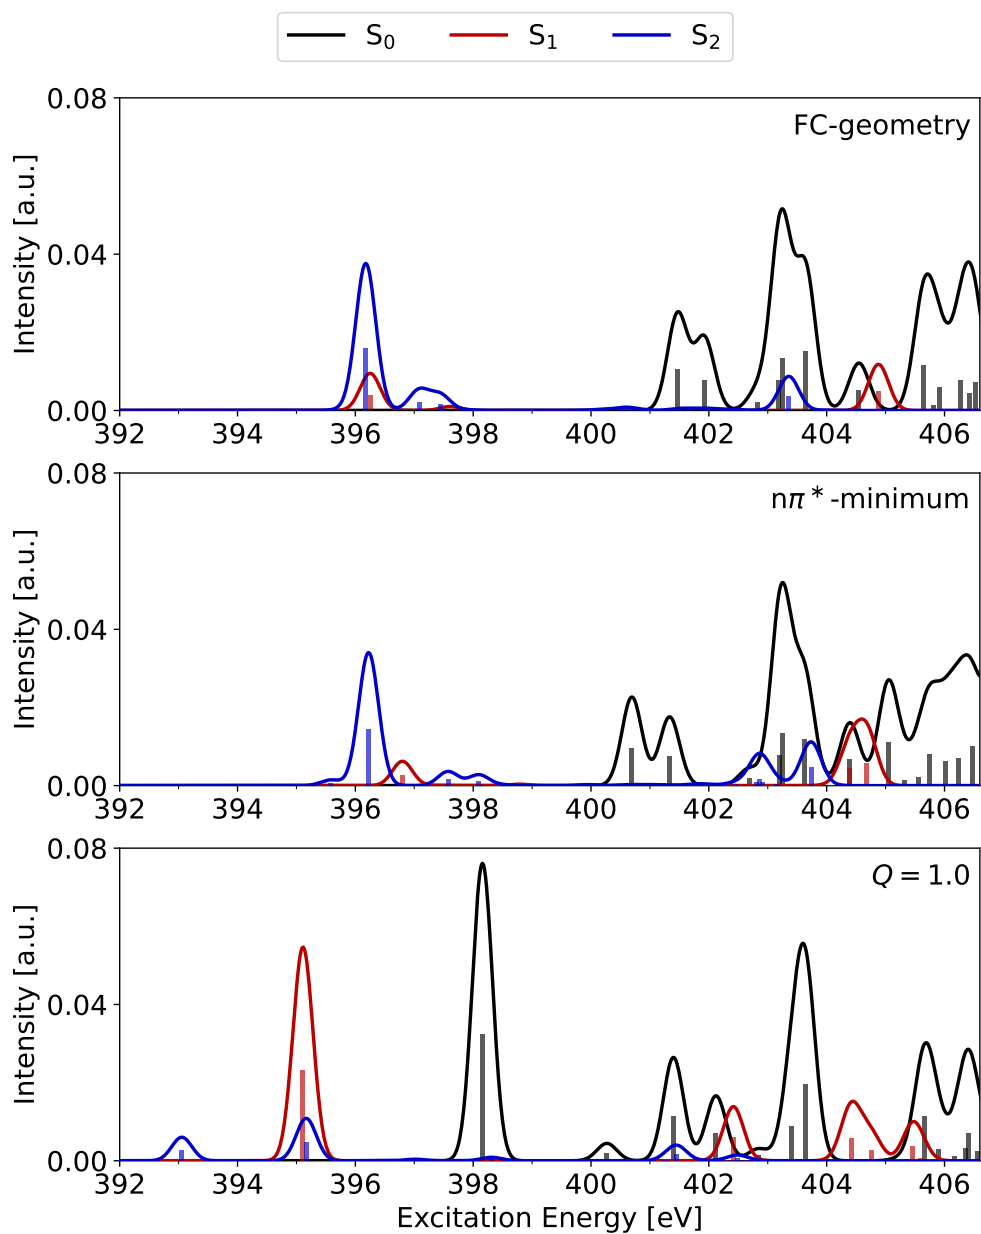 S₀ S₁ S₂
FC-geometry
Intensity [a.u.]
0.08
0.04
0.00
392 394 396 398 400 402 404 406
nπ*-minimum
Intensity [a.u.]
0.08
0.04
0.00
392 394 396 398 400 402 404 406
Q = 1.0
Intensity [a.u.]
0.08
0.04
0.00
392 394 396 398 400 402 404 406
Excitation Energy [eV]